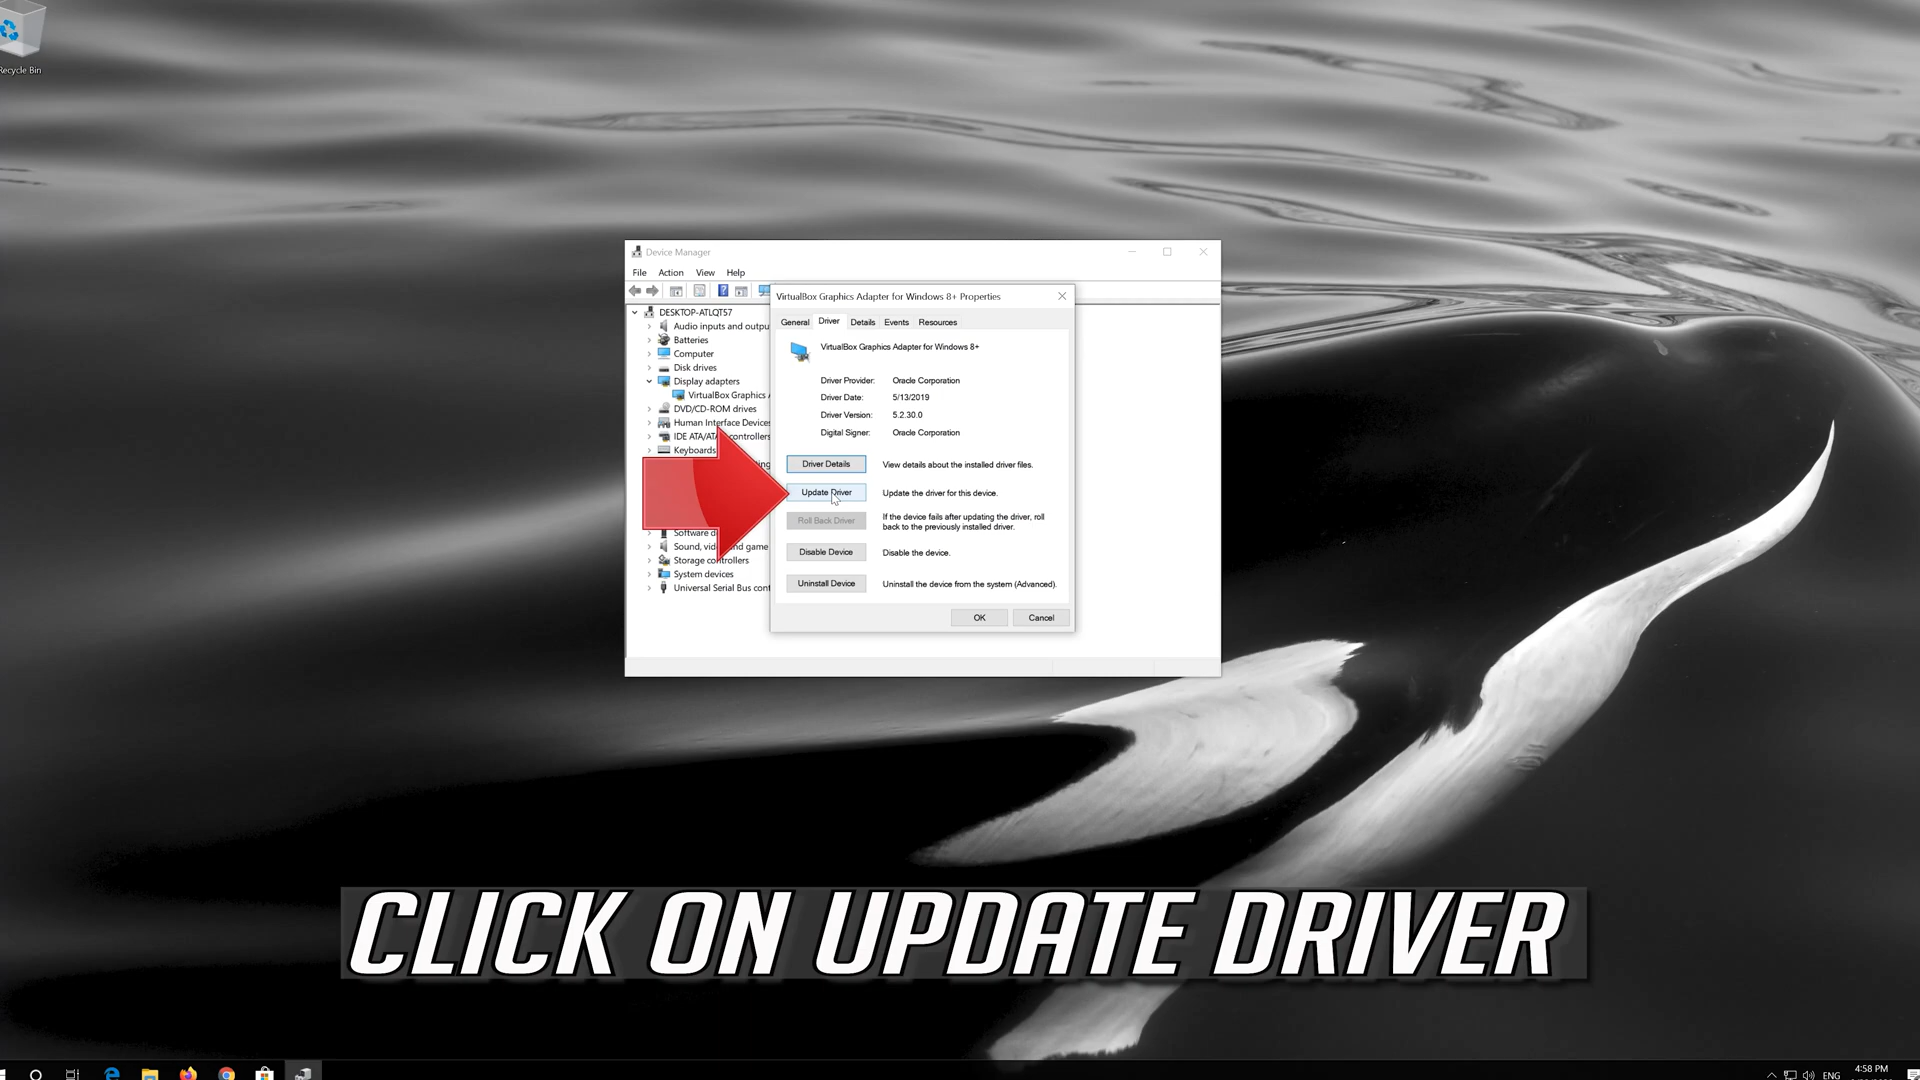 Recycle Bin
Device Manager
File Action View Help
VirtualBox Graphics Adapter for Windows 8+ Properties
General Driver Details Events Resources
DESKTOP-ATLQT57
Audio inputs and outpu
Batteries
Computer
Disk drives
Display adapters
VirtualBox Graphics A
DVD/CD-ROM drives
Human Interface Devices
IDE ATA/AT controllers
Keyboards
ing
Software d
Sound, vid nd game
Storage controllers
System devices
Universal Serial Bus cont
VirtualBox Graphics Adapter for Windows 8+
Driver Provider: Oracle Corporation
Driver Date: 5/13/2019
Driver Version: 5.2.30.0
Digital Signer: Oracle Corporation
Driver Details View details about the installed driver files.
Update Driver Update the driver for this device.
Roll Back Driver If the device fails after updating the driver, roll
back to the previously installed driver.
Disable Device Disable the device.
Uninstall Device Uninstall the device from the system (Advanced).
OK Cancel
CLICK ON UPDATE DRIVER
ENG 4:58 PM